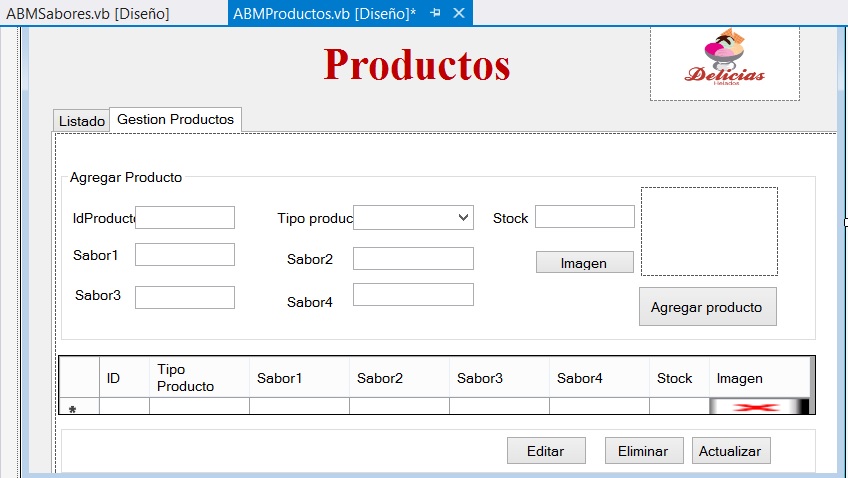 ABMSabores.vb [Diseño] ABMProductos.vb [Diseño]*
Productos
Delicias
Helados
Listado Gestion Productos
Agregar Producto
IdProducto Tipo produc Stock
Sabor1 Sabor2 Imagen
Sabor3 Sabor4 Agregar producto
ID Tipo Producto Sabor1 Sabor2 Sabor3 Sabor4 Stock Imagen
*
Editar Eliminar Actualizar